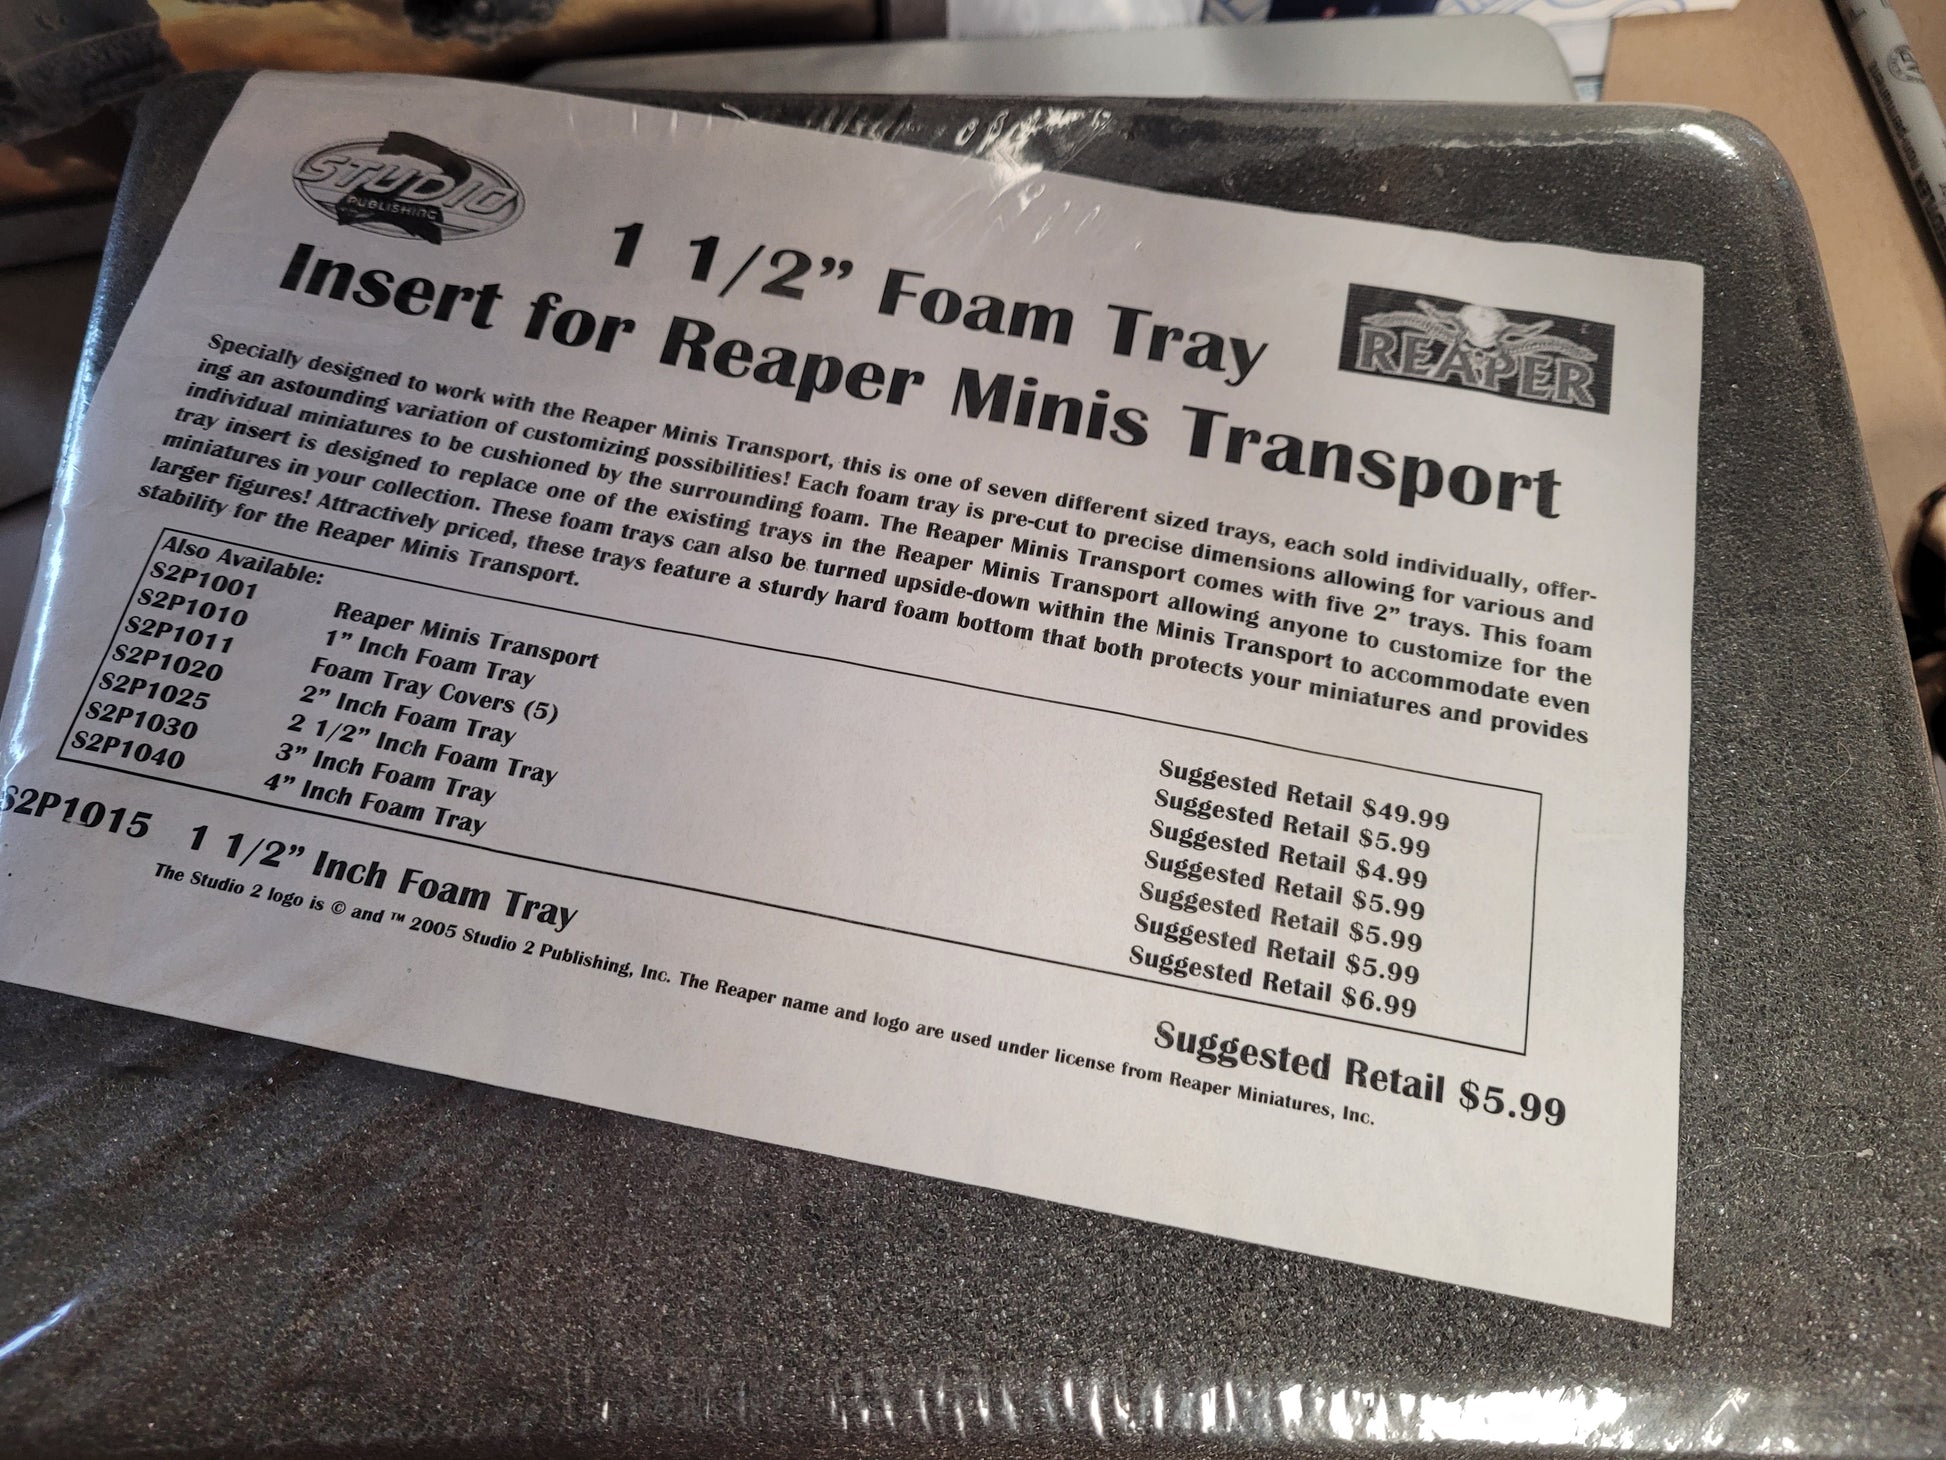 STUDIO 2
PUBLISHING
1 1/2” Foam Tray
Insert for Reaper Minis Transport
REAPER
Specially designed to work with the Reaper Minis Transport, this is one of seven different sized trays, each sold individually, offer-
ing an astounding variation of customizing possibilities! Each foam tray is pre-cut to precise dimensions allowing for various and
individual miniatures to be cushioned by the surrounding foam. The Reaper Minis Transport comes with five 2” trays. This foam
tray insert is designed to replace one of the existing trays in the Reaper Minis Transport allowing anyone to customize for the
miniatures in your collection. These foam trays can also be turned upside-down within the Minis Transport to accommodate even
larger figures! Attractively priced, these trays feature a sturdy hard foam bottom that both protects your miniatures and provides
stability for the Reaper Minis Transport.
Also Available:
S2P1001 Reaper Minis Transport Suggested Retail $49.99
S2P1010 1” Inch Foam Tray Suggested Retail $5.99
S2P1011 Foam Tray Covers (5) Suggested Retail $4.99
S2P1020 2” Inch Foam Tray Suggested Retail $5.99
S2P1025 2 1/2” Inch Foam Tray Suggested Retail $5.99
S2P1030 3” Inch Foam Tray Suggested Retail $5.99
S2P1040 4” Inch Foam Tray Suggested Retail $6.99
S2P1015 1 1/2” Inch Foam Tray Suggested Retail $5.99
The Studio 2 logo is © and ™ 2005 Studio 2 Publishing, Inc. The Reaper name and logo are used under license from Reaper Miniatures, Inc.